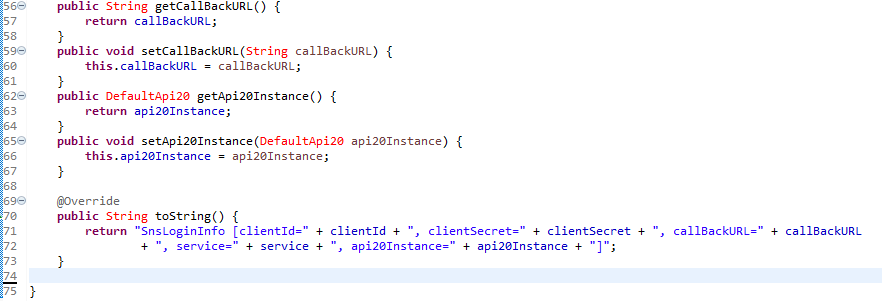 56 public String getCallBackURL() {
57 return callBackURL;
58 }
59 public void setCallBackURL(String callBackURL) {
60 this.callBackURL = callBackURL;
61 }
62 public DefaultApi20 getApi20Instance() {
63 return api20Instance;
64 }
65 public void setApi20Instance(DefaultApi20 api20Instance) {
66 this.api20Instance = api20Instance;
67 }
68
69 @Override
70 public String toString() {
71 return "SnsLoginInfo [clientId=" + clientId + ", clientSecret=" + clientSecret + ", callBackURL=" + callBackURL
72 + ", service=" + service + ", api20Instance=" + api20Instance + "]";
73 }
74
75 }